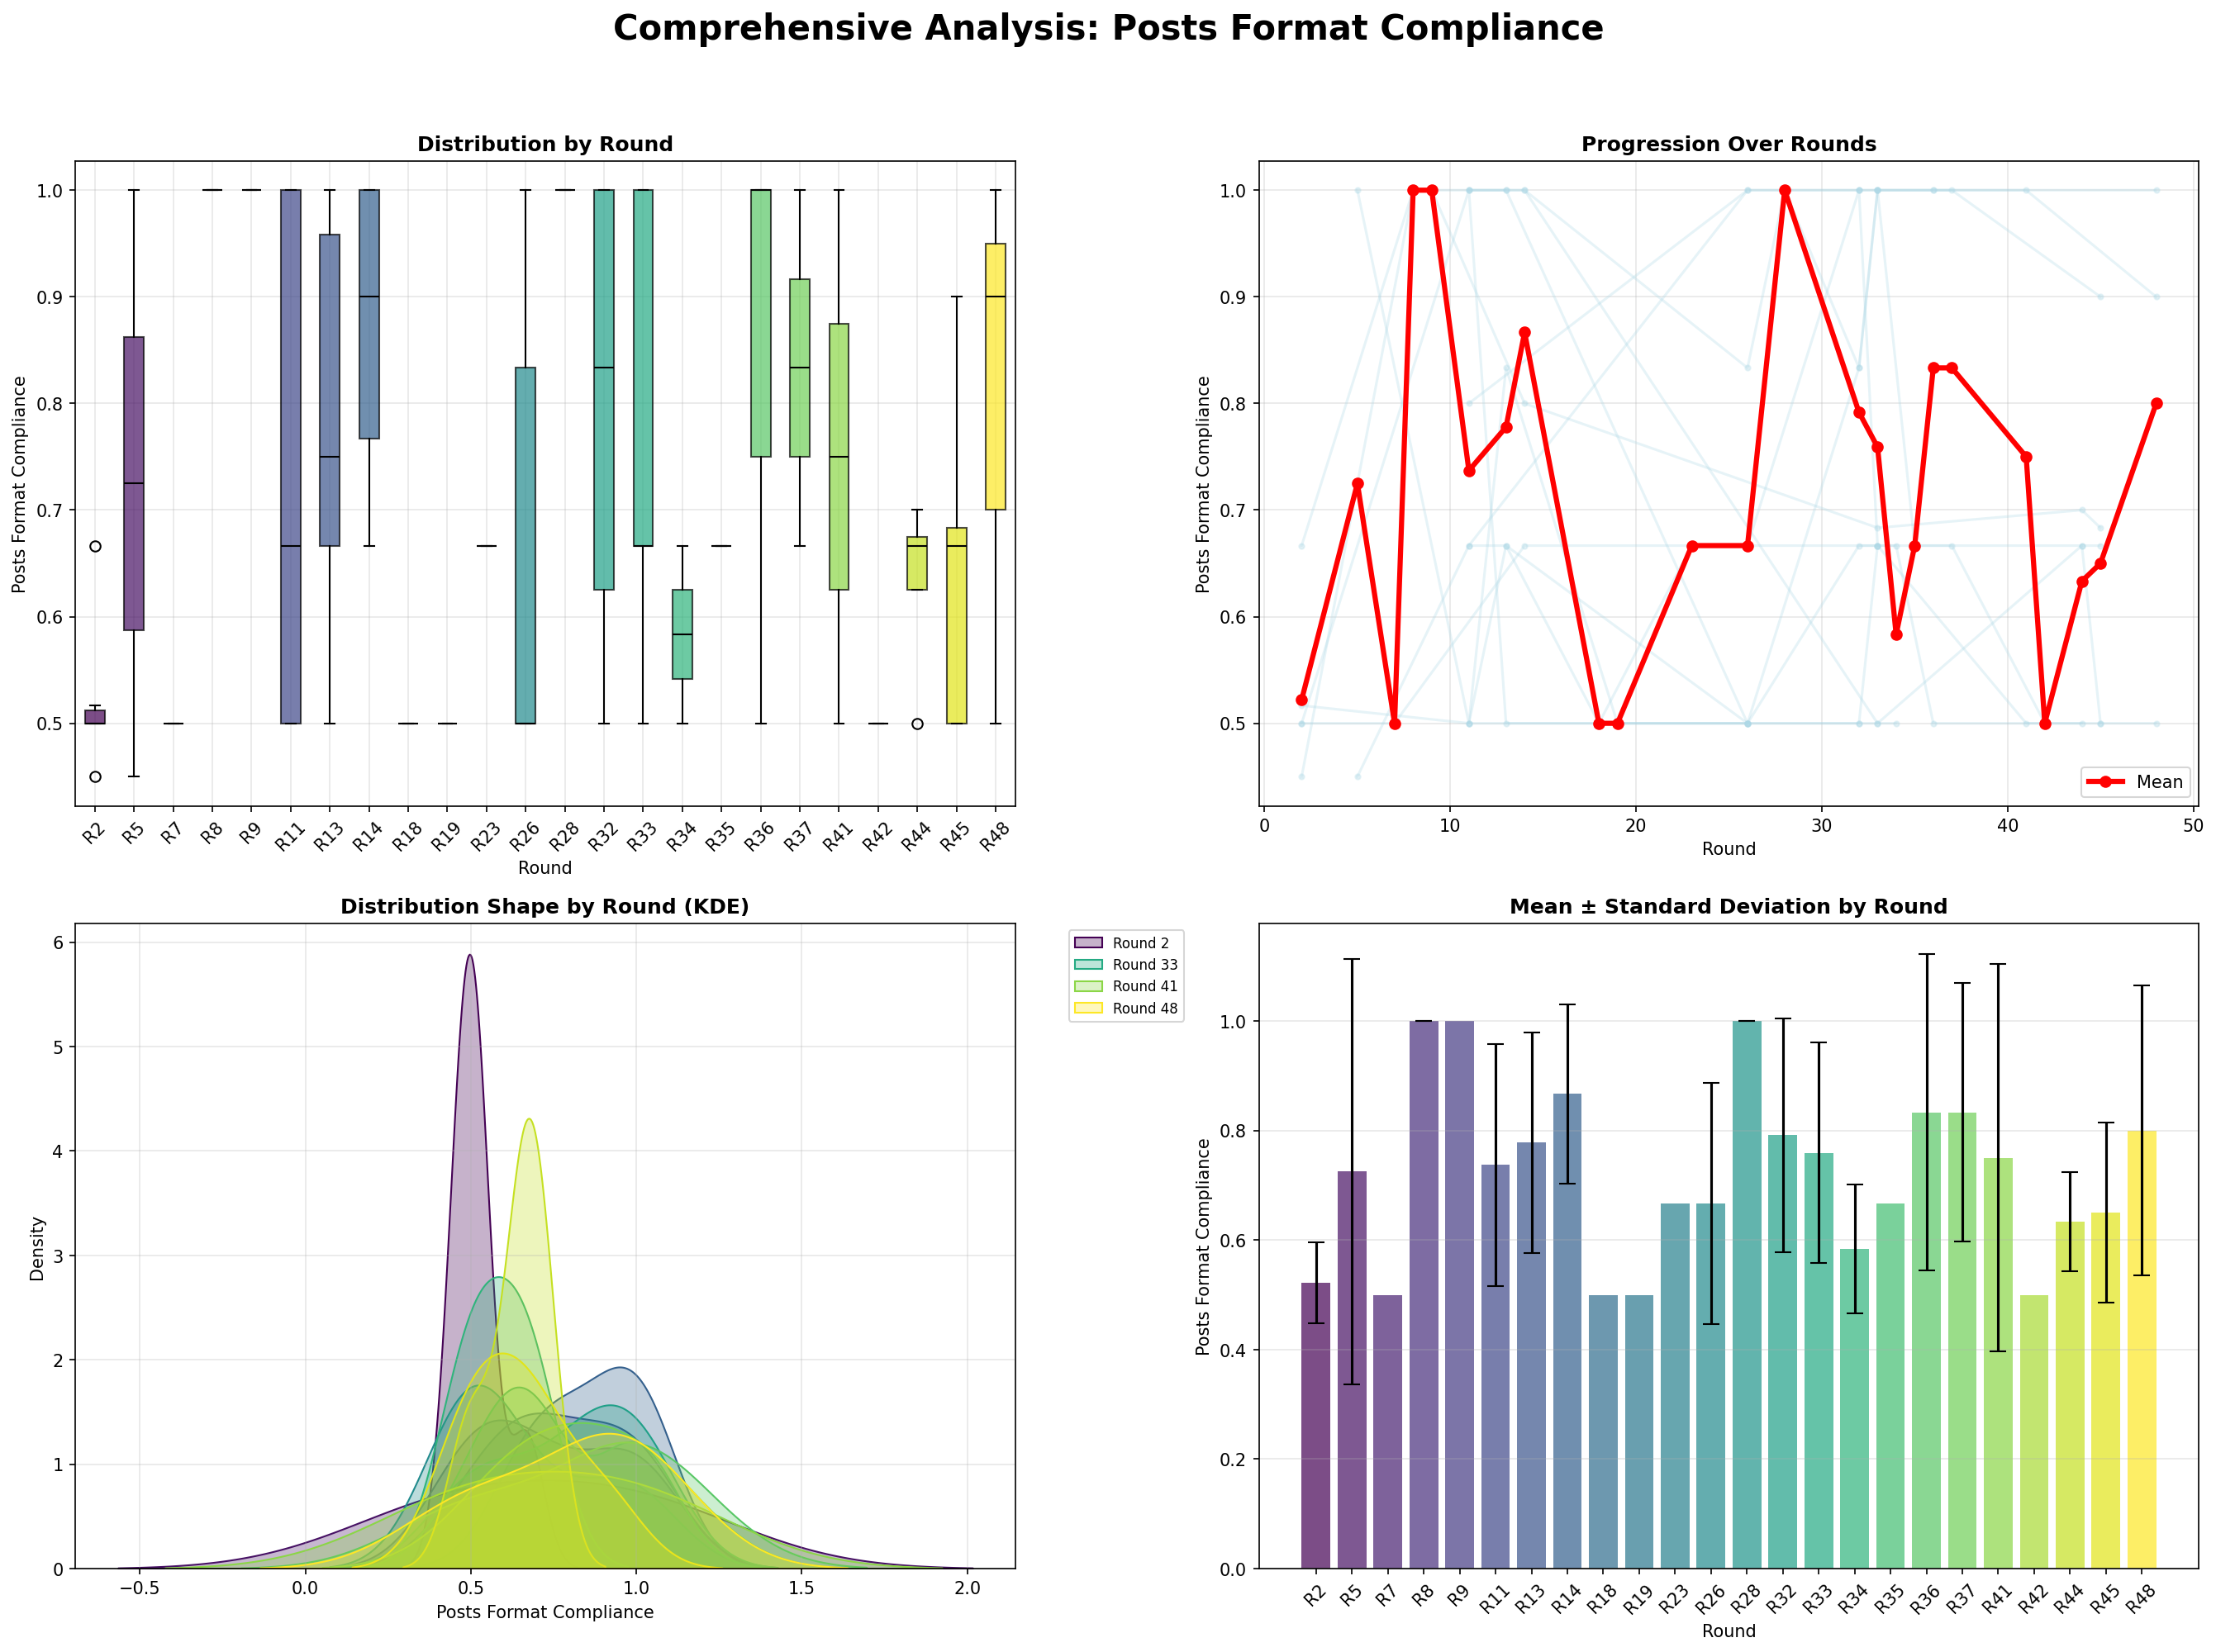 Comprehensive Analysis: Posts Format Compliance
Distribution by Round
Posts Format Compliance
1.0
0.9
0.8
0.7
0.6
0.5
R2 R5 R7 R8 R9 R11 R13 R14 R18 R19 R23 R26 R28 R32 R33 R34 R35 R36 R37 R41 R42 R44 R45 R48
Round
Progression Over Rounds
Posts Format Compliance
1.0
0.9
0.8
0.7
0.6
0.5
Mean
0 10 20 30 40 50
Round
Distribution Shape by Round (KDE)
Density
6
5
4
3
2
1
0
−0.5 0.0 0.5 1.0 1.5 2.0
Posts Format Compliance
Round 2
Round 33
Round 41
Round 48
Mean ± Standard Deviation by Round
Posts Format Compliance
1.0
0.8
0.6
0.4
0.2
0.0
R2 R5 R7 R8 R9 R11 R13 R14 R18 R19 R23 R26 R28 R32 R33 R34 R35 R36 R37 R41 R42 R44 R45 R48
Round